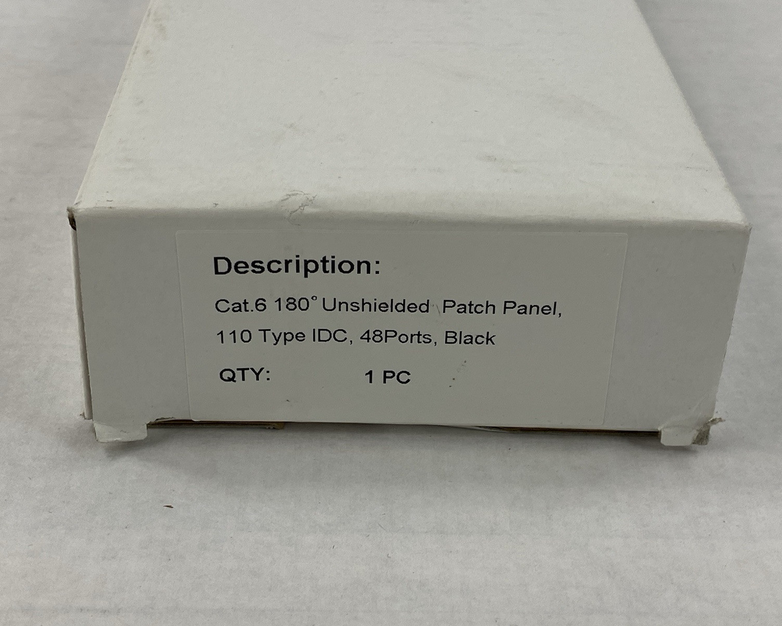 Description:
Cat.6 180° Unshielded Patch Panel,
110 Type IDC, 48Ports, Black
QTY: 1 PC